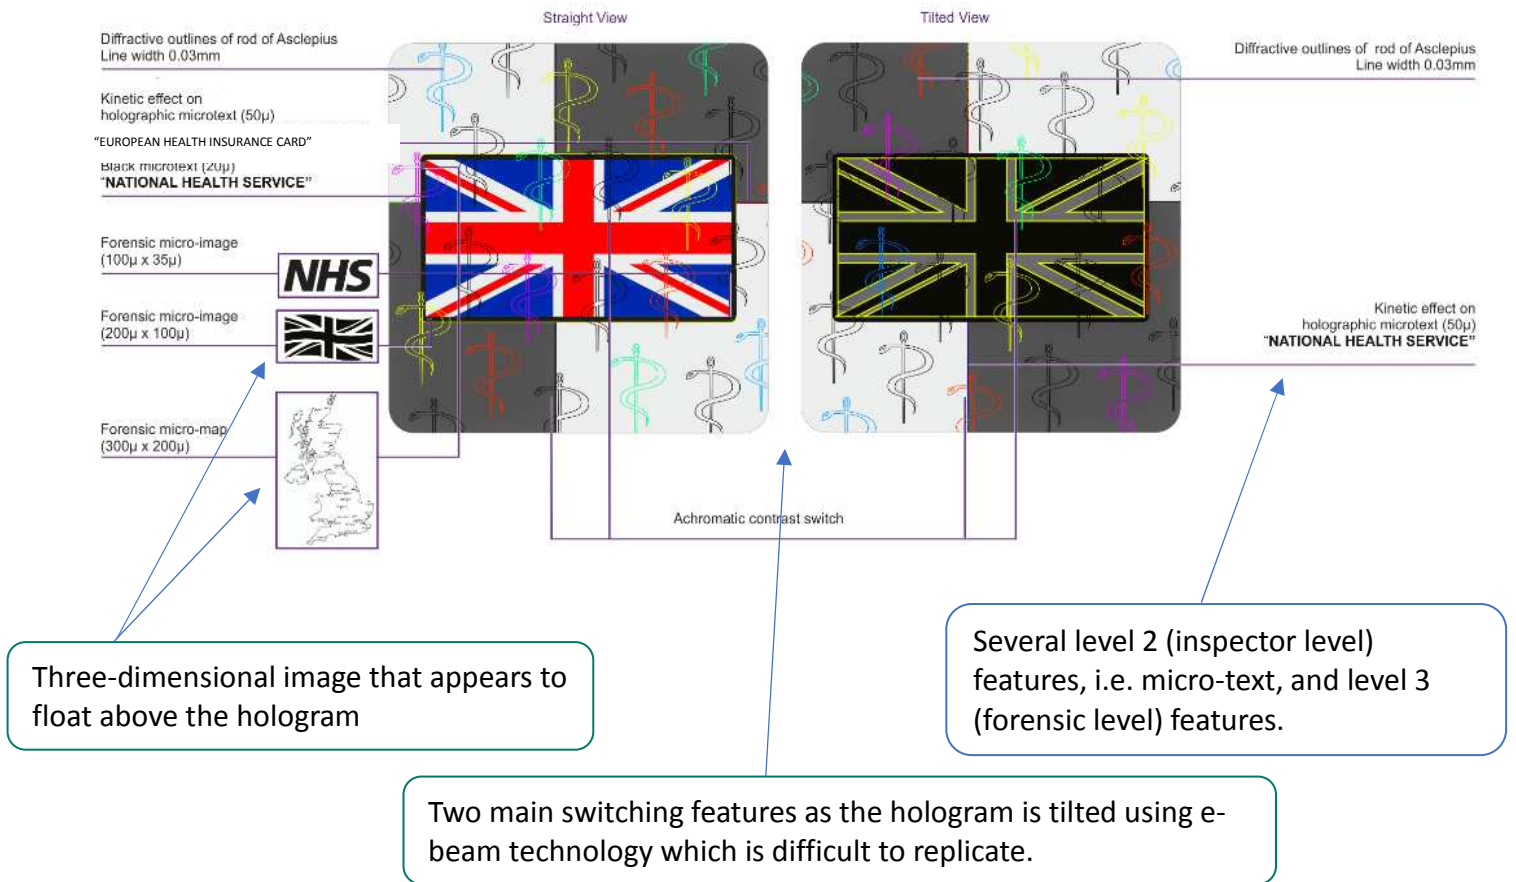 Straight View
Tilted View
Diffractive outlines of rod of Asclepius
Line width 0.03mm
Kinetic effect on
holographic microtext (50µ)
“EUROPEAN HEALTH INSURANCE CARD”
Black microtext (20µ)
“NATIONAL HEALTH SERVICE”
Forensic micro-image
(100µ x 35µ)
NHS
Forensic micro-image
(200µ x 100µ)
Forensic micro-map
(300µ x 200µ)
Diffractive outlines of rod of Asclepius
Line width 0.03mm
Kinetic effect on
holographic microtext (50µ)
“NATIONAL HEALTH SERVICE”
Achromatic contrast switch
Three-dimensional image that appears to
float above the hologram
Several level 2 (inspector level)
features, i.e. micro-text, and level 3
(forensic level) features.
Two main switching features as the hologram is tilted using e-
beam technology which is difficult to replicate.